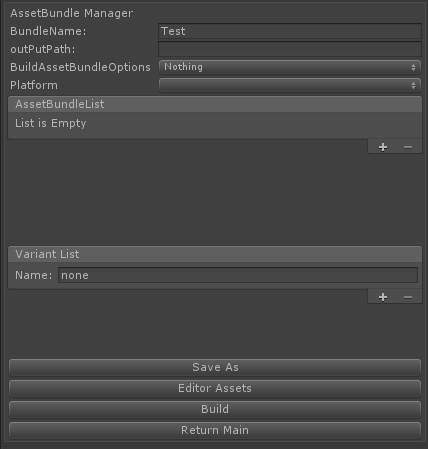 AssetBundle Manager
BundleName: Test
outPutPath:
BuildAssetBundleOptions Nothing
Platform
AssetBundleList
List is Empty
+ −
Variant List
Name: none
+ −
Save As
Editor Assets
Build
Return Main